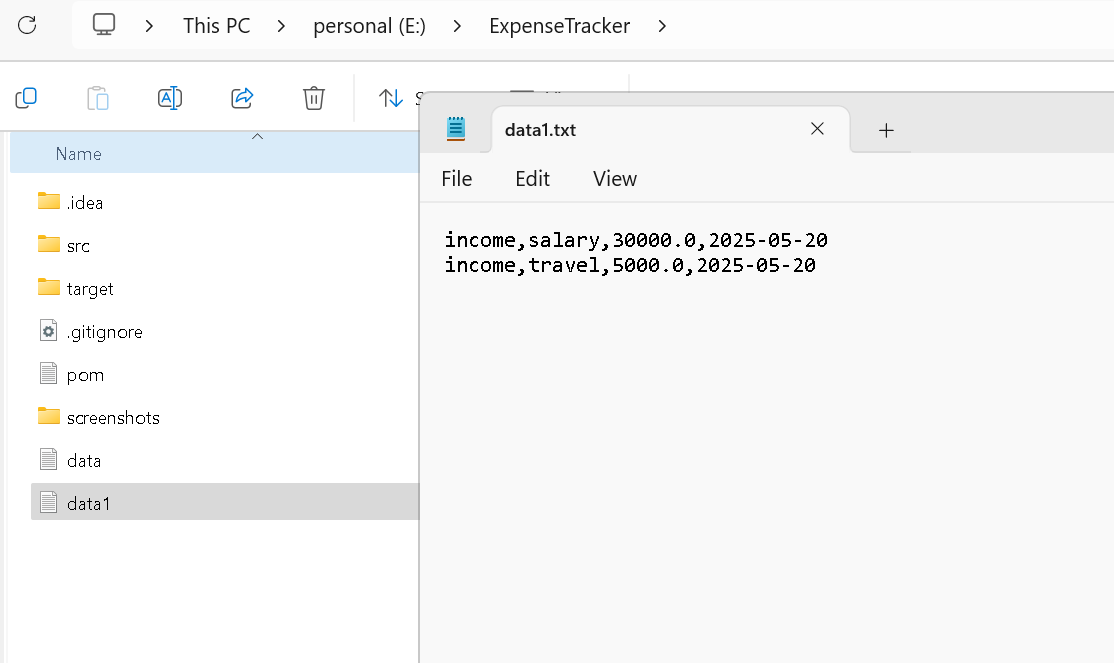 This PC > personal (E:) > ExpenseTracker >
data1.txt
File Edit View
Name
.idea
src
target
.gitignore
pom
screenshots
data
data1
income,salary,30000.0,2025-05-20
income,travel,5000.0,2025-05-20